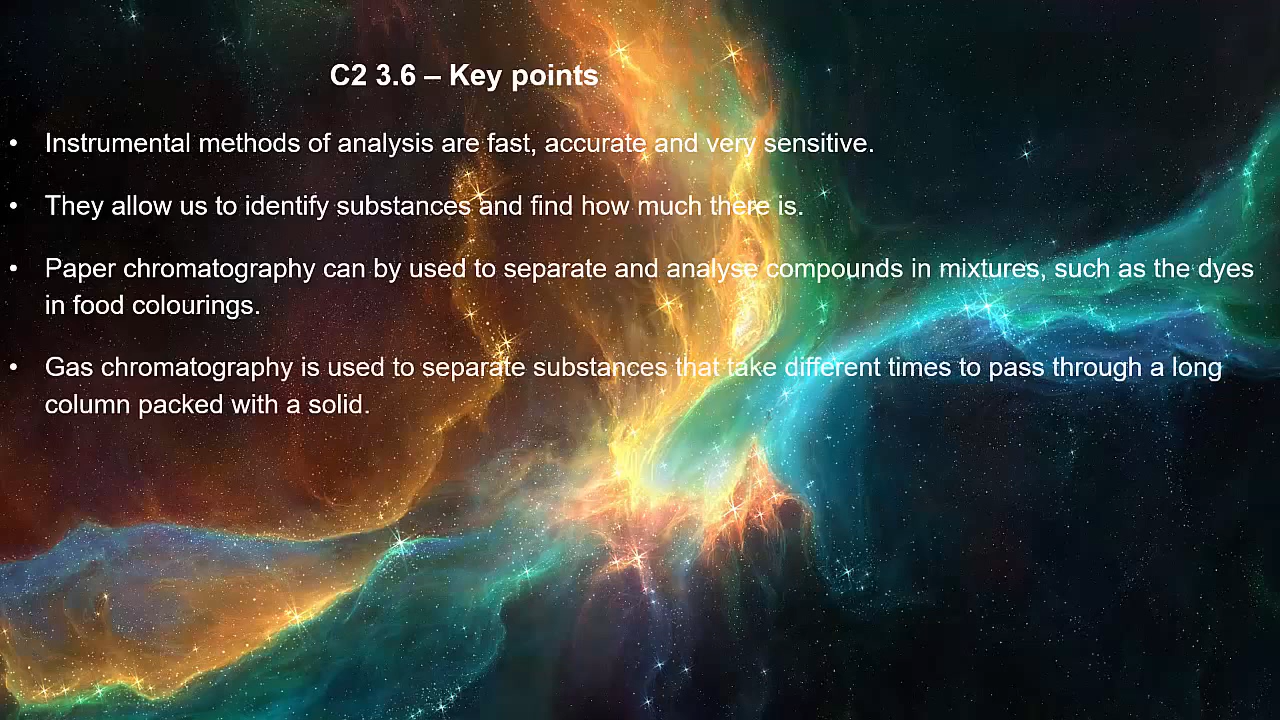 C2 3.6 – Key points
• Instrumental methods of analysis are fast, accurate and very sensitive.
• They allow us to identify substances and find how much there is.
• Paper chromatography can by used to separate and analyse compounds in mixtures, such as the dyes
in food colourings.
• Gas chromatography is used to separate substances that take different times to pass through a long
column packed with a solid.